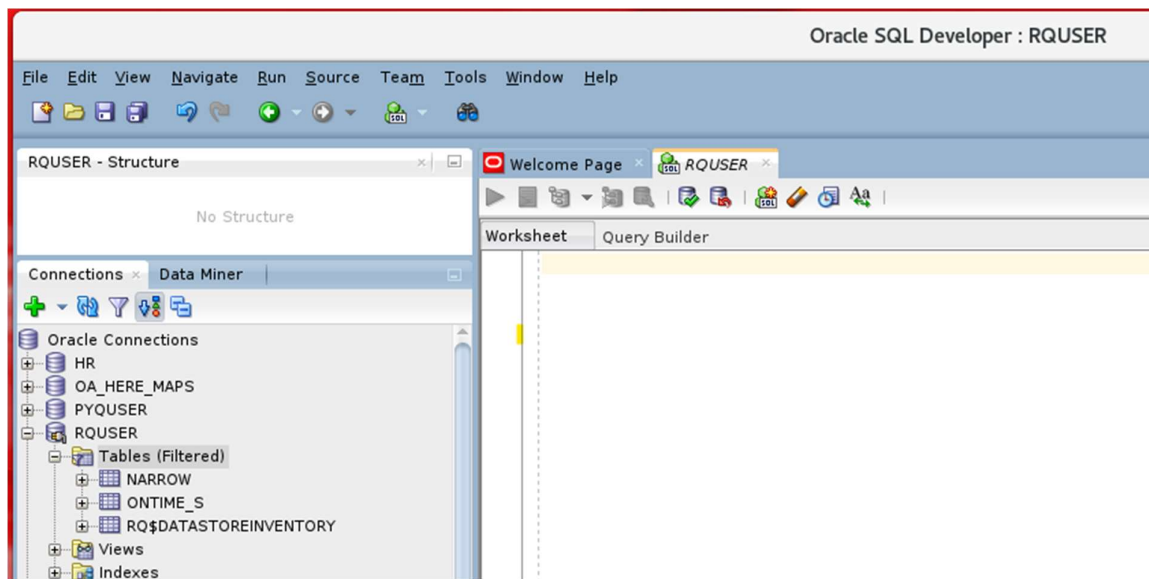 Oracle SQL Developer : RQUSER
File Edit View Navigate Run Source Team Tools Window Help
RQUSER - Structure
No Structure
Connections Data Miner
Oracle Connections
HR
OA_HERE_MAPS
PYQUSER
RQUSER
Tables (Filtered)
NARROW
ONTIME_S
RQ$DATASTOREINVENTORY
Views
Indexes
Welcome Page RQUSER
Worksheet Query Builder